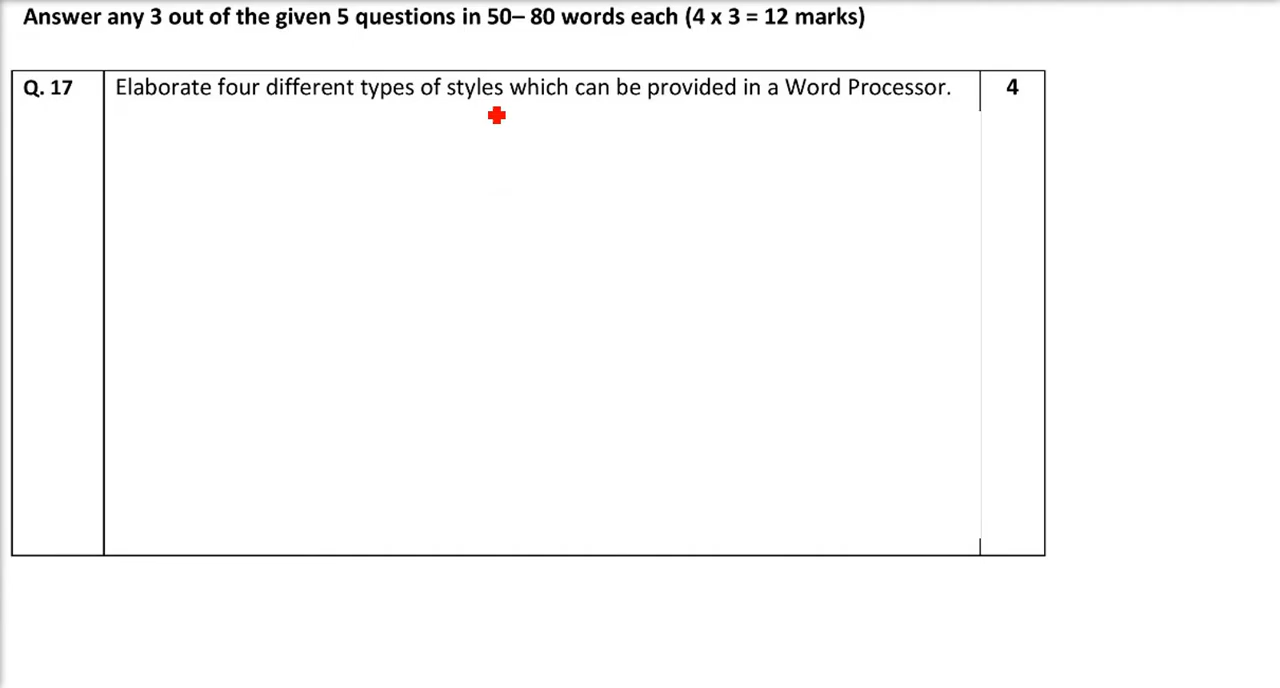 Answer any 3 out of the given 5 questions in 50– 80 words each (4 x 3 = 12 marks)
Q. 17 Elaborate four different types of styles which can be provided in a Word Processor. 4